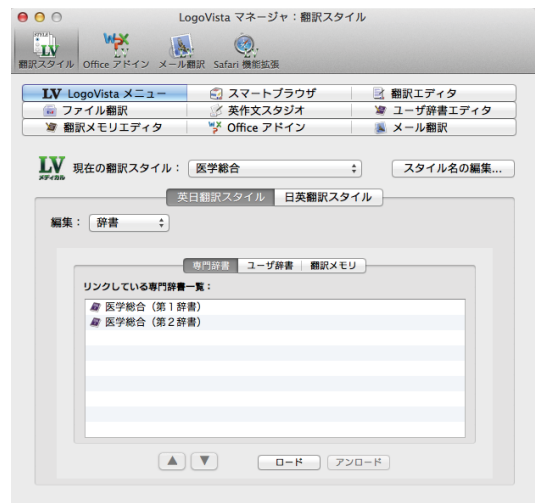 LogoVista マネージャ：翻訳スタイル
翻訳スタイル Office アドイン メール翻訳 Safari 機能拡張
LV LogoVista メニュー スマートブラウザ 翻訳エディタ
ファイル翻訳 英作文スタジオ ユーザ辞書エディタ
翻訳メモリエディタ Office アドイン メール翻訳
LV メディカル 現在の翻訳スタイル： 医学総合 スタイル名の編集...
英日翻訳スタイル 日英翻訳スタイル
編集： 辞書
専門辞書 ユーザ辞書 翻訳メモリ
リンクしている専門辞書一覧：
医学総合（第１辞書）
医学総合（第２辞書）
ロード アンロード